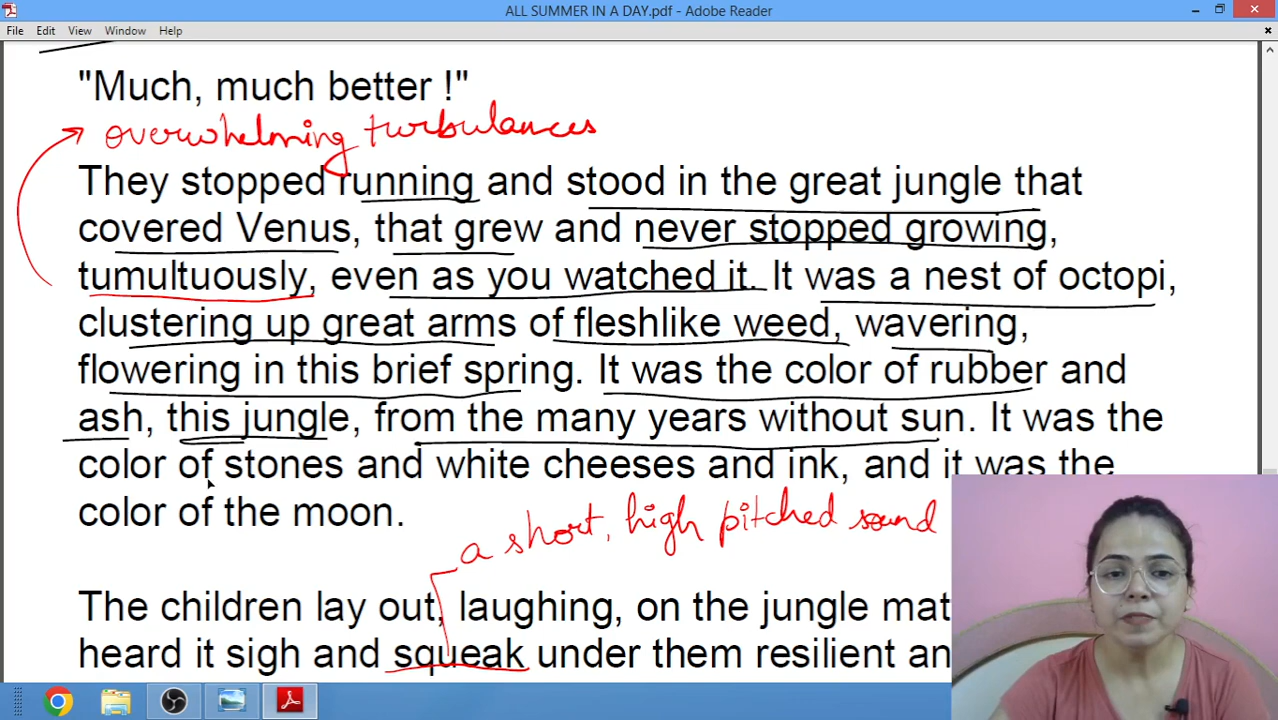 ALL SUMMER IN A DAY.pdf - Adobe Reader
File Edit View Window Help
"Much, much better !"
overwhelming turbulances
They stopped running and stood in the great jungle that
covered Venus, that grew and never stopped growing,
tumultuously, even as you watched it. It was a nest of octopi,
clustering up great arms of fleshlike weed, wavering,
flowering in this brief spring. It was the color of rubber and
ash, this jungle, from the many years without sun. It was the
color of stones and white cheeses and ink, and it was the
color of the moon.
a short, high pitched sound
The children lay out, laughing, on the jungle mat
heard it sigh and squeak under them resilient an